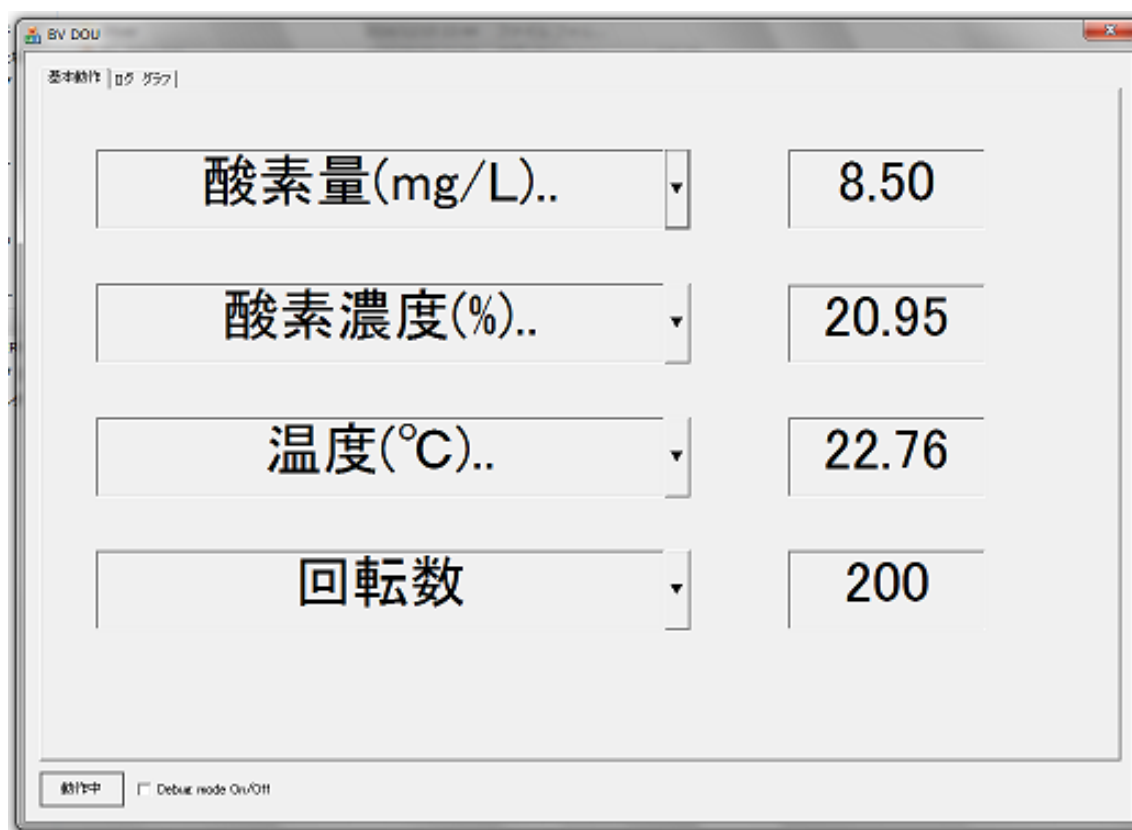 BV DOU
基本動作 ログ グラフ
酸素量(mg/L).. 8.50
酸素濃度(%).. 20.95
温度(℃).. 22.76
回転数 200
動作中 Debug mode On/Off